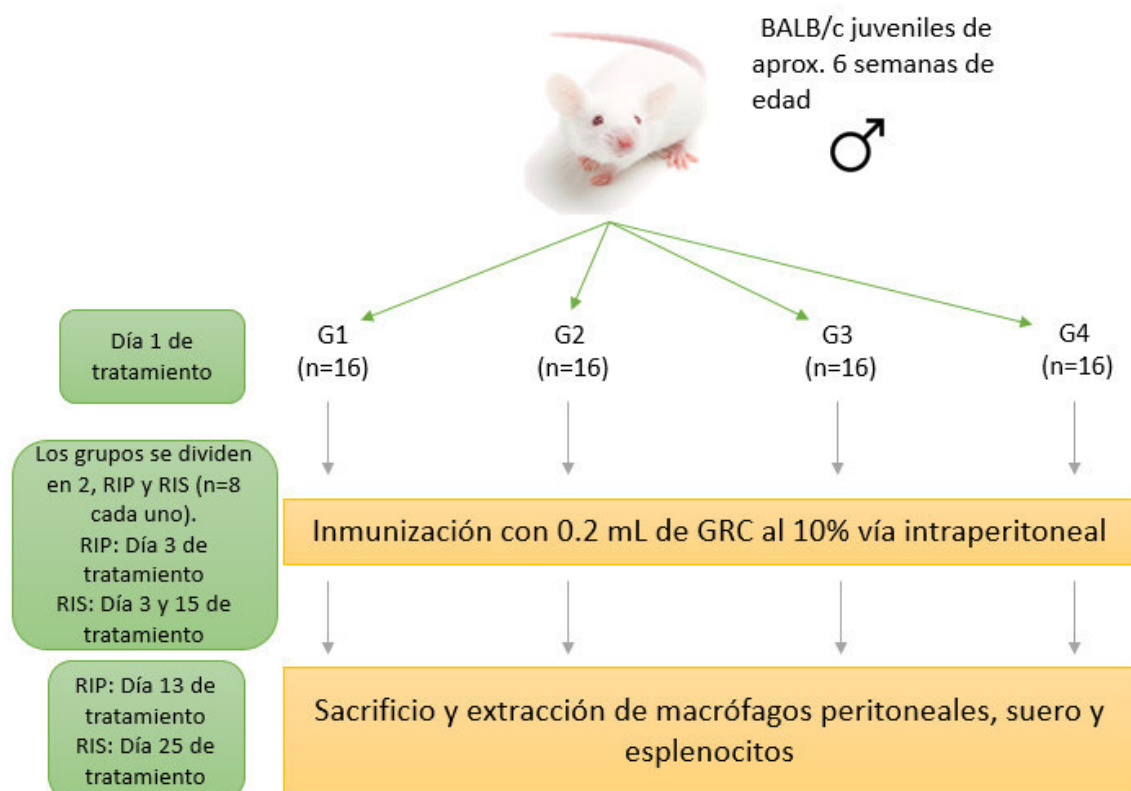 BALB/c juveniles de
aprox. 6 semanas de
edad
Día 1 de
tratamiento
G1
(n=16)
G2
(n=16)
G3
(n=16)
G4
(n=16)
Los grupos se dividen
en 2, RIP y RIS (n=8
cada uno).
RIP: Día 3 de
tratamiento
RIS: Día 3 y 15 de
tratamiento
Inmunización con 0.2 mL de GRC al 10% vía intraperitoneal
RIP: Día 13 de
tratamiento
RIS: Día 25 de
tratamiento
Sacrificio y extracción de macrófagos peritoneales, suero y
esplenocitos